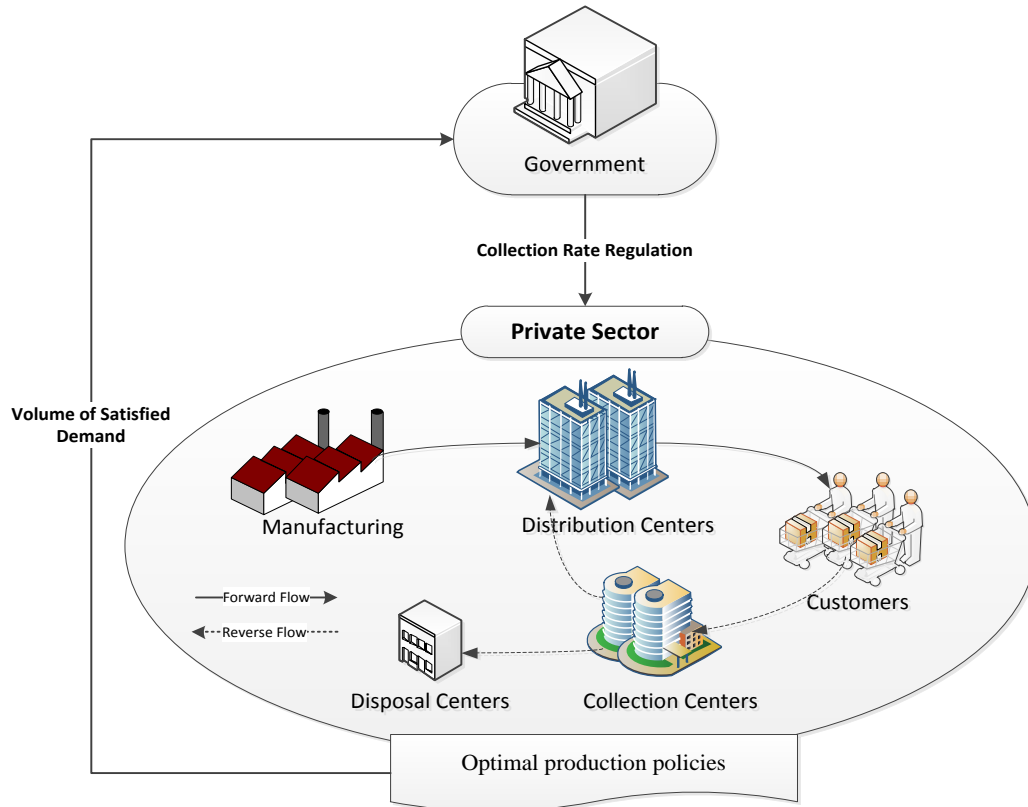 Government
Collection Rate Regulation
Private Sector
Volume of Satisfied
Demand
Manufacturing
Distribution Centers
Customers
Forward Flow
Reverse Flow
Disposal Centers
Collection Centers
Optimal production policies